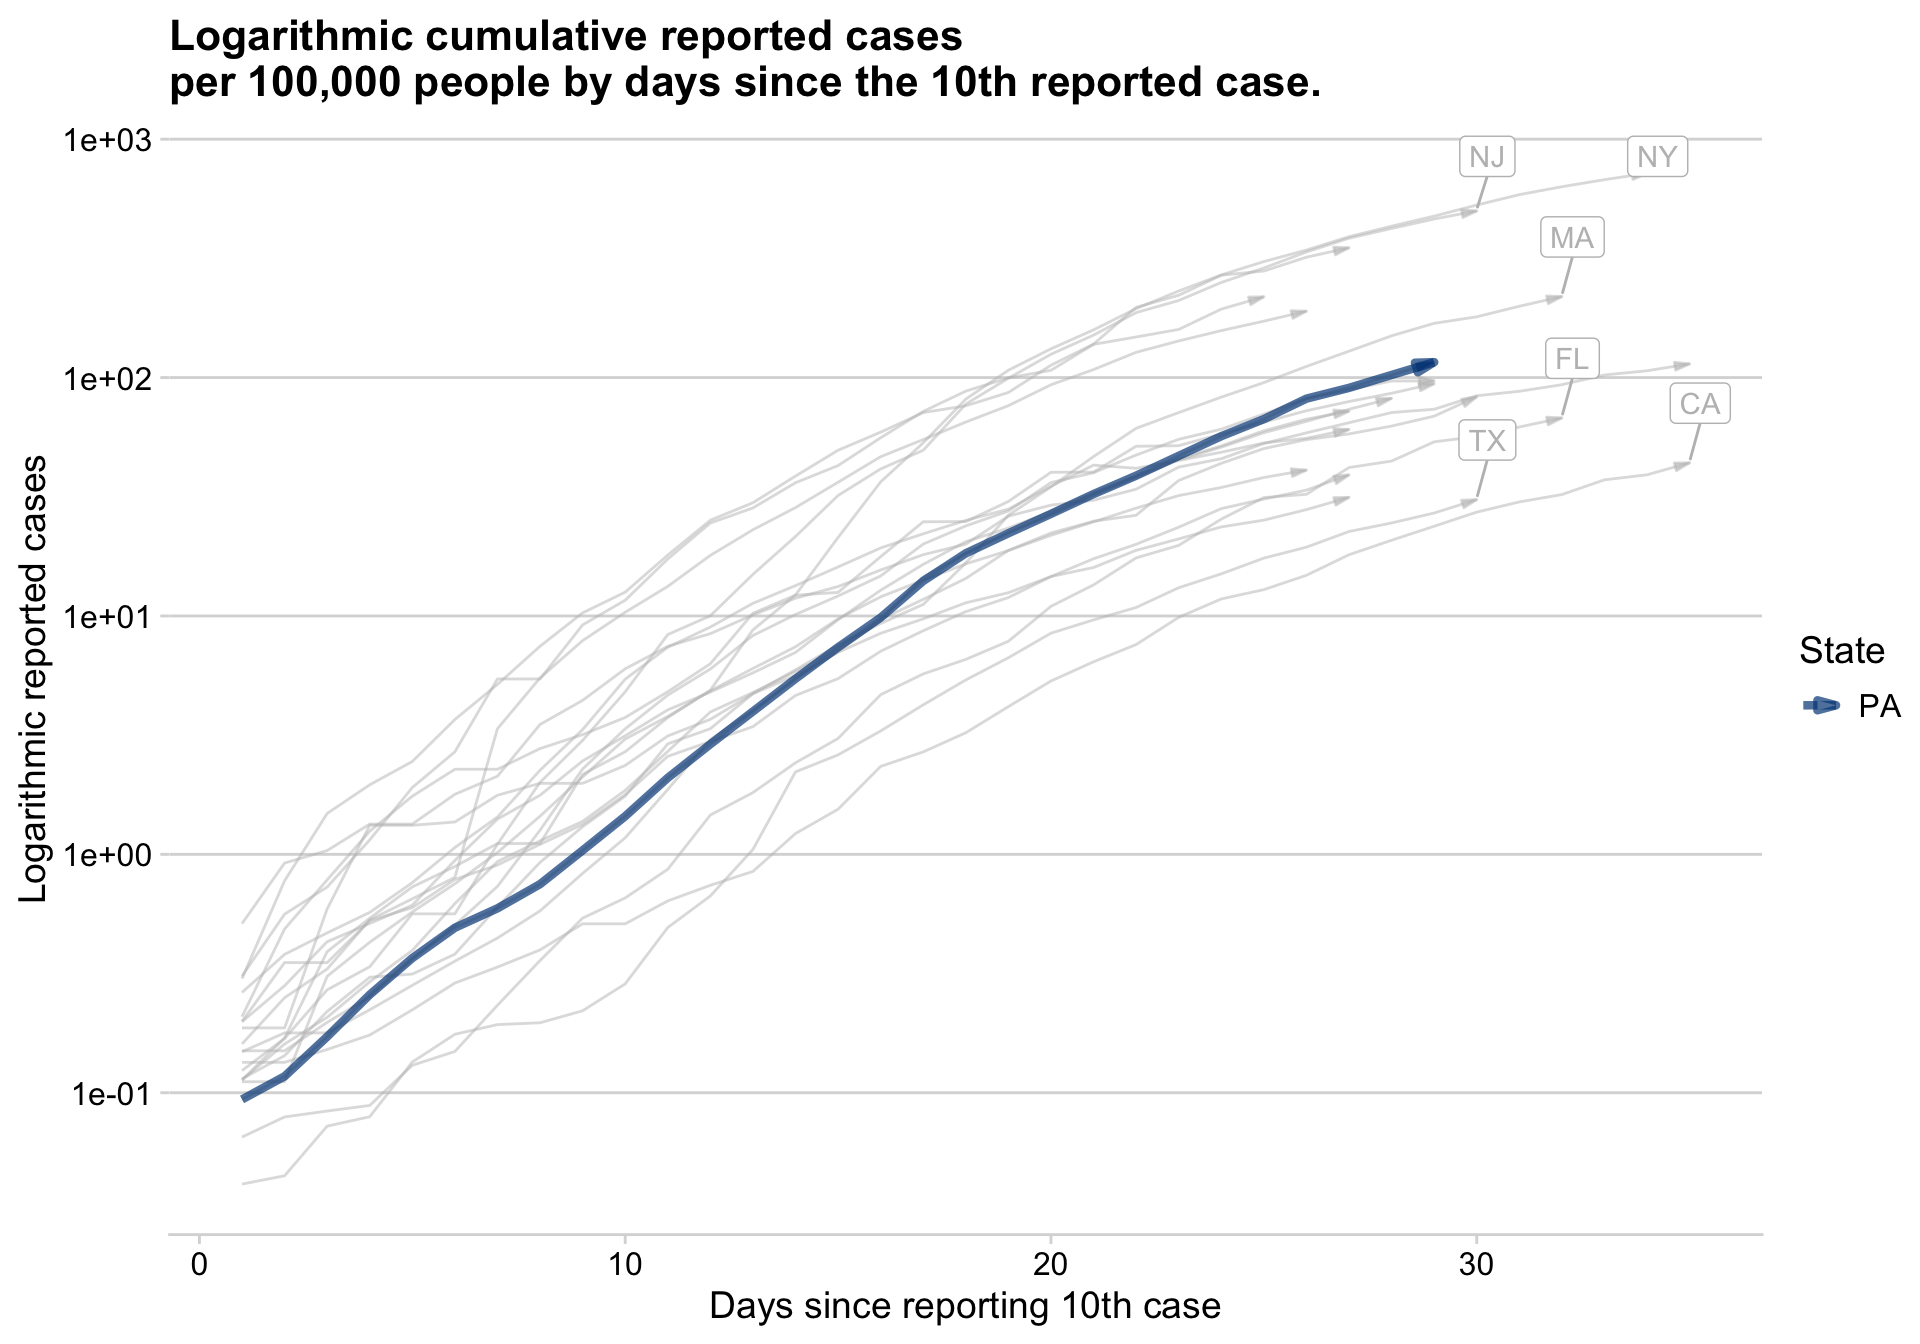 Logarithmic cumulative reported cases
per 100,000 people by days since the 10th reported case.
1e+03
1e+02
1e+01
1e+00
1e-01
Logarithmic reported cases
NJ
NY
MA
FL
CA
TX
State
PA
0
10
20
30
Days since reporting 10th case